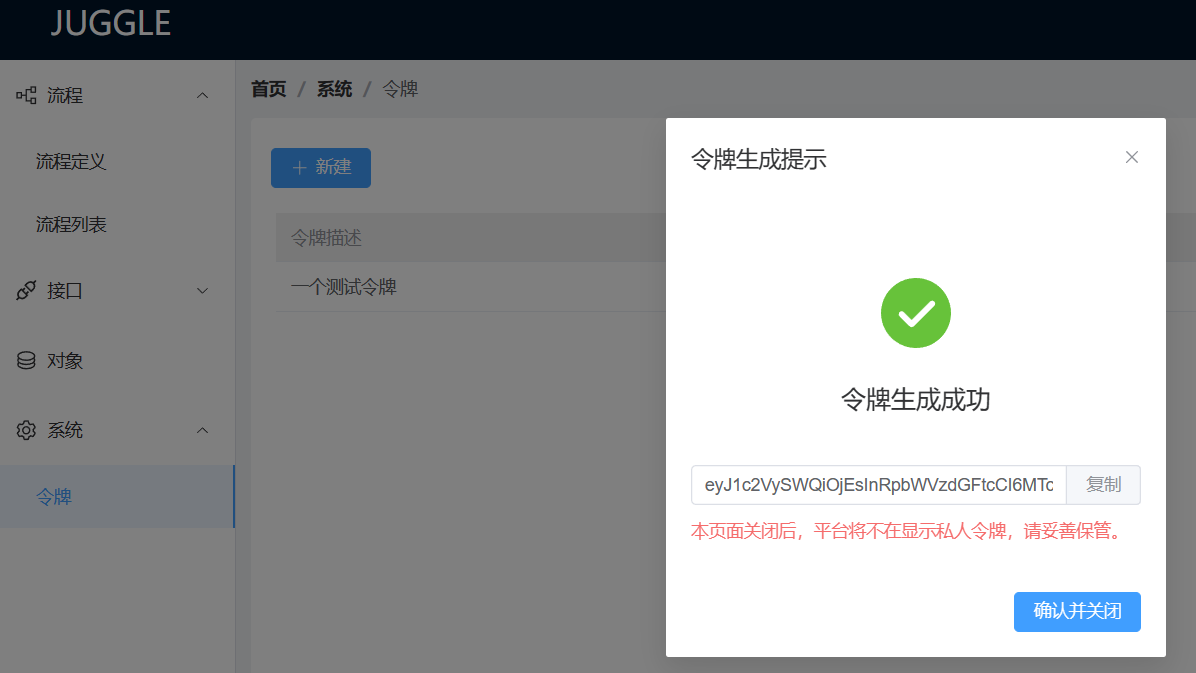 JUGGLE
流程
流程定义
流程列表
接口
对象
系统
令牌
首页 / 系统 / 令牌
新建
令牌描述
一个测试令牌
令牌生成提示
令牌生成成功
eyJ1c2VySWQiOjEsInRpbWVzdGFtcCI6MTc
复制
本页面关闭后，平台将不在显示私人令牌，请妥善保管。
确认并关闭